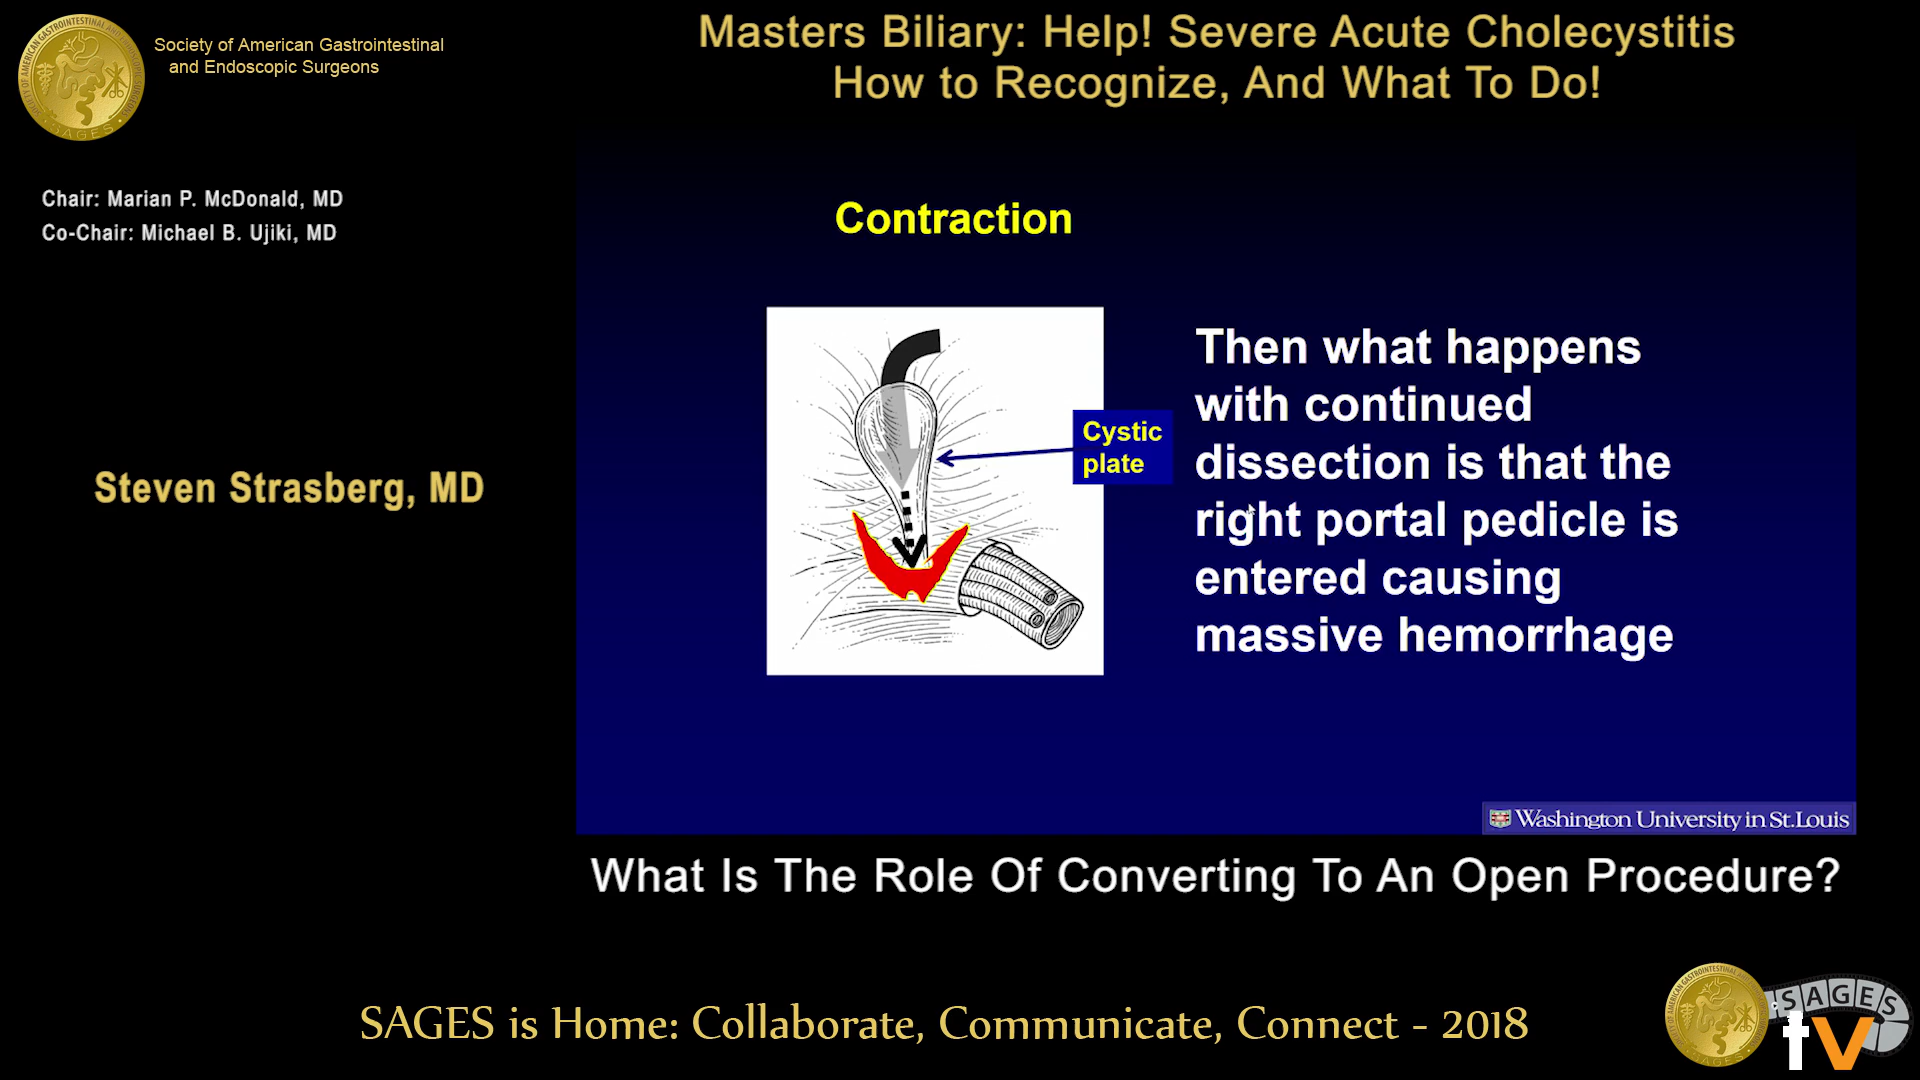 Society of American Gastrointestinal
and Endoscopic Surgeons
Masters Biliary: Help! Severe Acute Cholecystitis
How to Recognize, And What To Do!
Chair: Marian P. McDonald, MD
Co-Chair: Michael B. Ujiki, MD
Steven Strasberg, MD
Contraction
Cystic
plate
Then what happens
with continued
dissection is that the
right portal pedicle is
entered causing
massive hemorrhage
Washington University in St. Louis
What Is The Role Of Converting To An Open Procedure?
SAGES is Home: Collaborate, Communicate, Connect - 2018
SAGES
tv